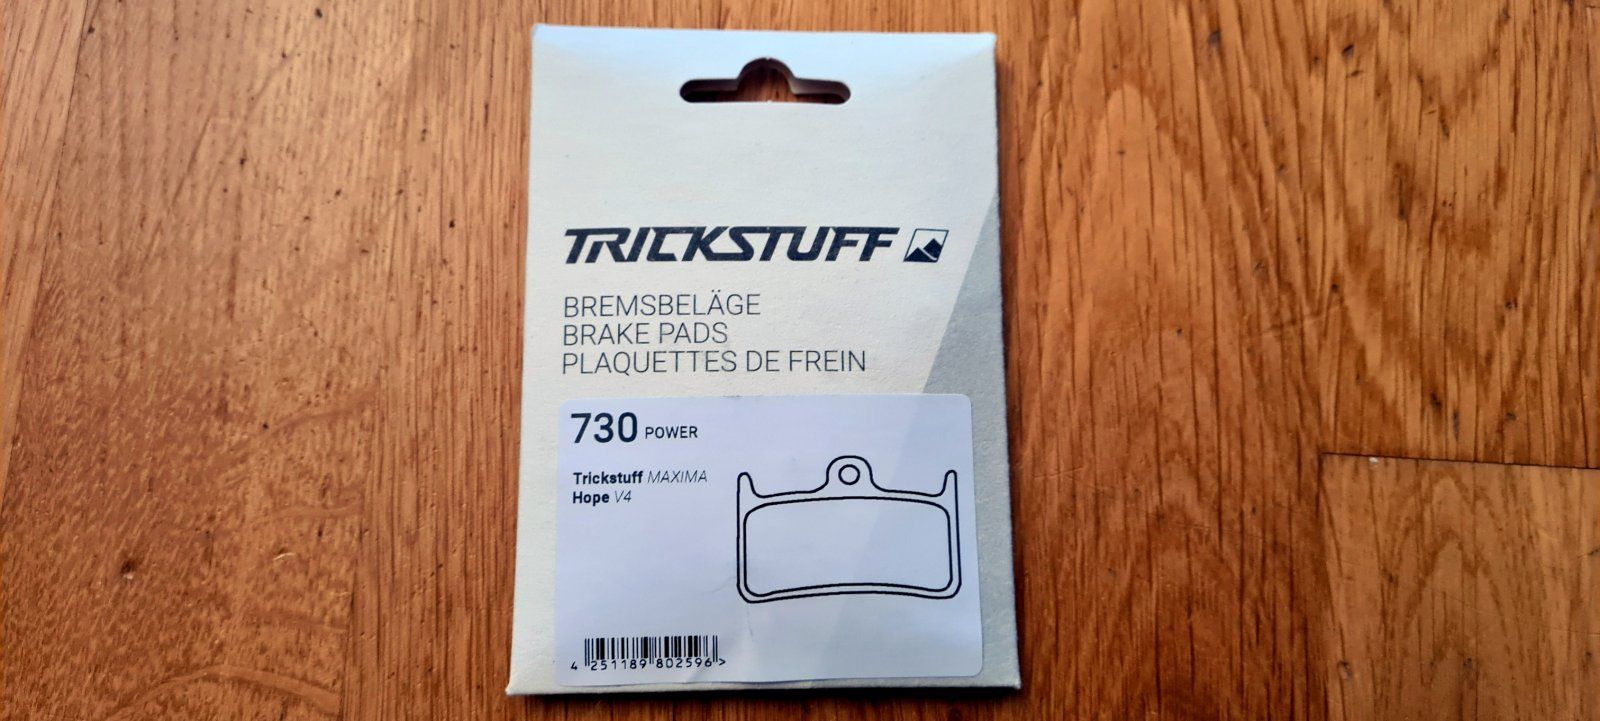 TRICKSTUFF
BREMSBELÄGE
BRAKE PADS
PLAQUETTES DE FREIN
730 POWER
Trickstuff MAXIMA
Hope V4
4 251189 802596 >